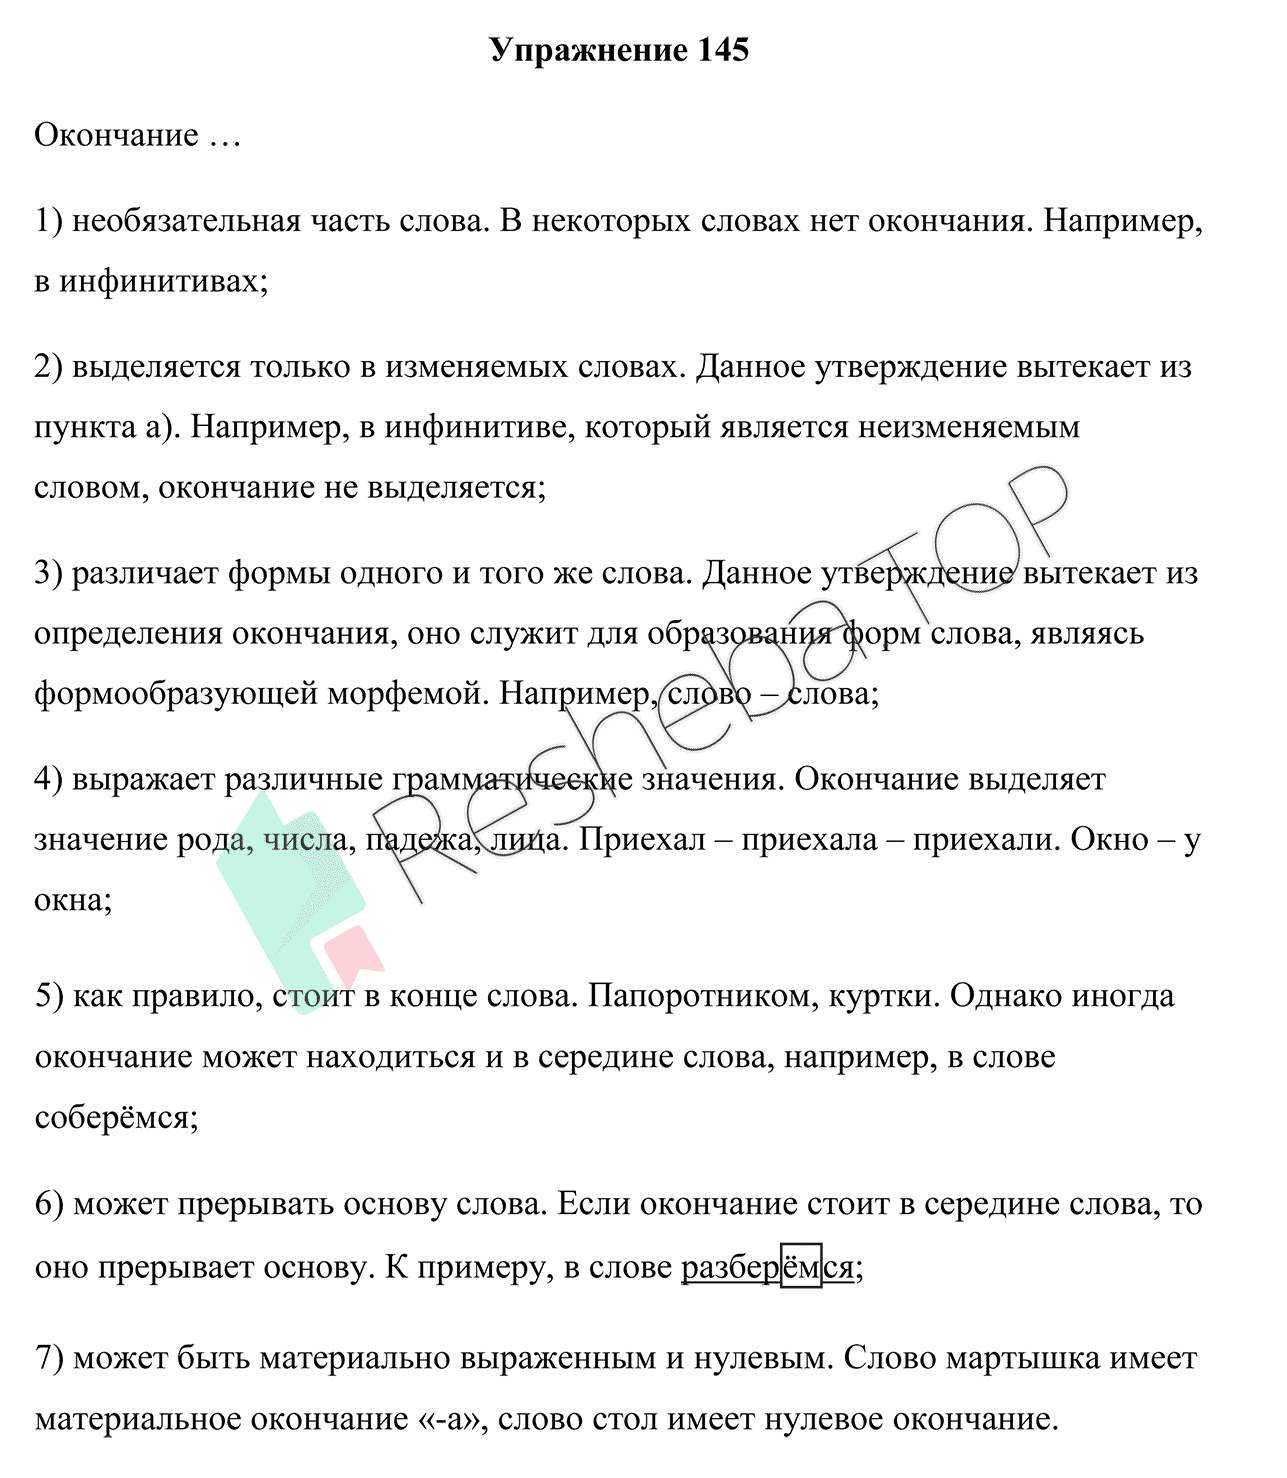 Упражнение 145
Окончание …
1) необязательная часть слова. В некоторых словах нет окончания. Например,
в инфинитивах;
2) выделяется только в изменяемых словах. Данное утверждение вытекает из
пункта а). Например, в инфинитиве, который является неизменяемым
словом, окончание не выделяется;
3) различает формы одного и того же слова. Данное утверждение вытекает из
определения окончания, оно служит для образования форм слова, являясь
формообразующей морфемой. Например, слово – слова;
4) выражает различные грамматические значения. Окончание выделяет
значение рода, числа, падежа, лица. Приехал – приехала – приехали. Окно – у
окна;
5) как правило, стоит в конце слова. Папоротником, куртки. Однако иногда
окончание может находиться и в середине слова, например, в слове
соберёмся;
6) может прерывать основу слова. Если окончание стоит в середине слова, то
оно прерывает основу. К примеру, в слове разберёмся;
7) может быть материально выраженным и нулевым. Слово мартышка имеет
материальное окончание «-а», слово стол имеет нулевое окончание.
Resheba TOP